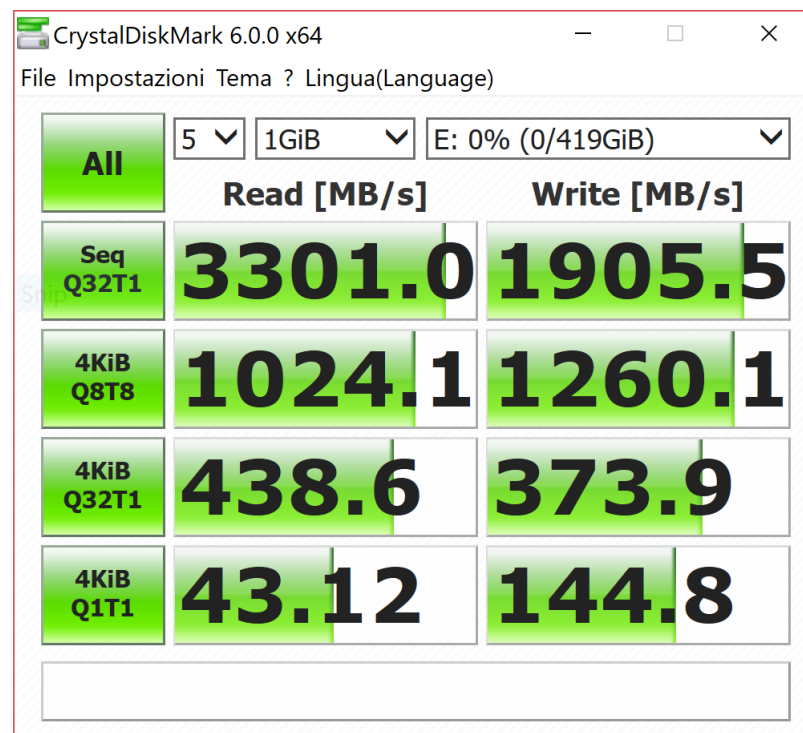 CrystalDiskMark 6.0.0 x64
File Impostazioni Tema ? Lingua(Language)
All
5 1GiB E: 0% (0/419GiB)
Read [MB/s] Write [MB/s]
Seq
Q32T1
3301.0 1905.5
Snip
4KiB
Q8T8
1024.1 1260.1
4KiB
Q32T1
438.6 373.9
4KiB
Q1T1
43.12 144.8